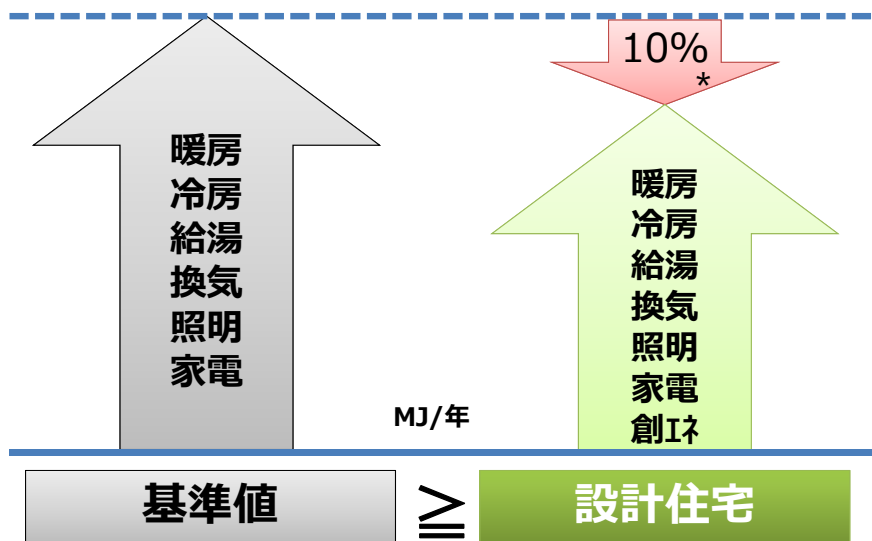 10%
*
暖房
冷房
給湯
換気
照明
家電
暖房
冷房
給湯
換気
照明
家電
創ｴﾈ
MJ/年
基準値
≧
設計住宅